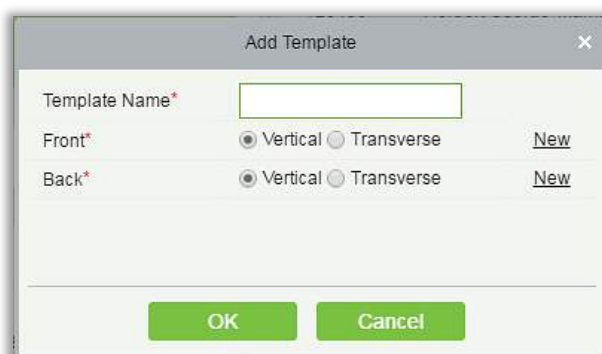 Add Template ×
Template Name*
Front* Vertical Transverse New
Back* Vertical Transverse New
OK Cancel